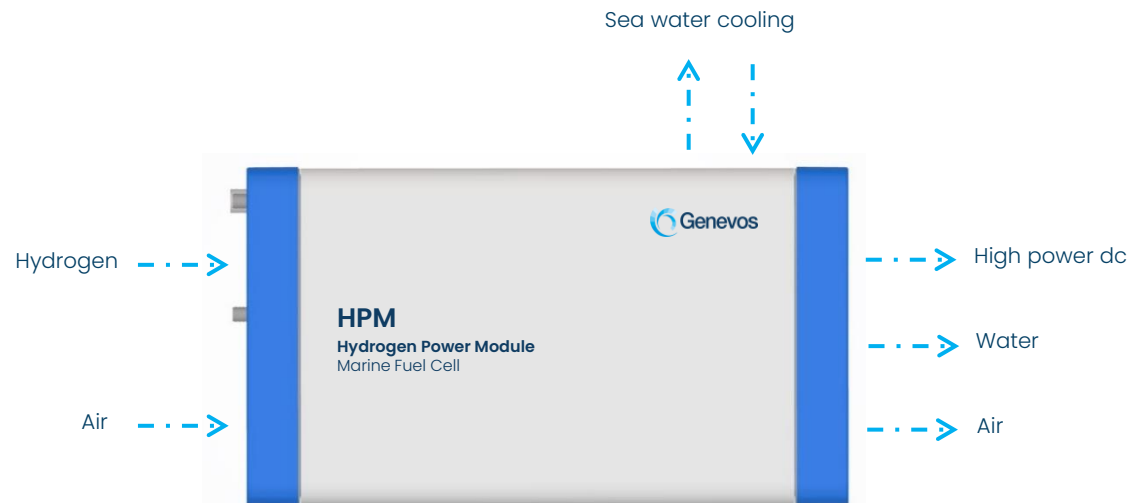 Sea water cooling
Genevos
Hydrogen
High power dc
HPM
Hydrogen Power Module
Marine Fuel Cell
Water
Air
Air